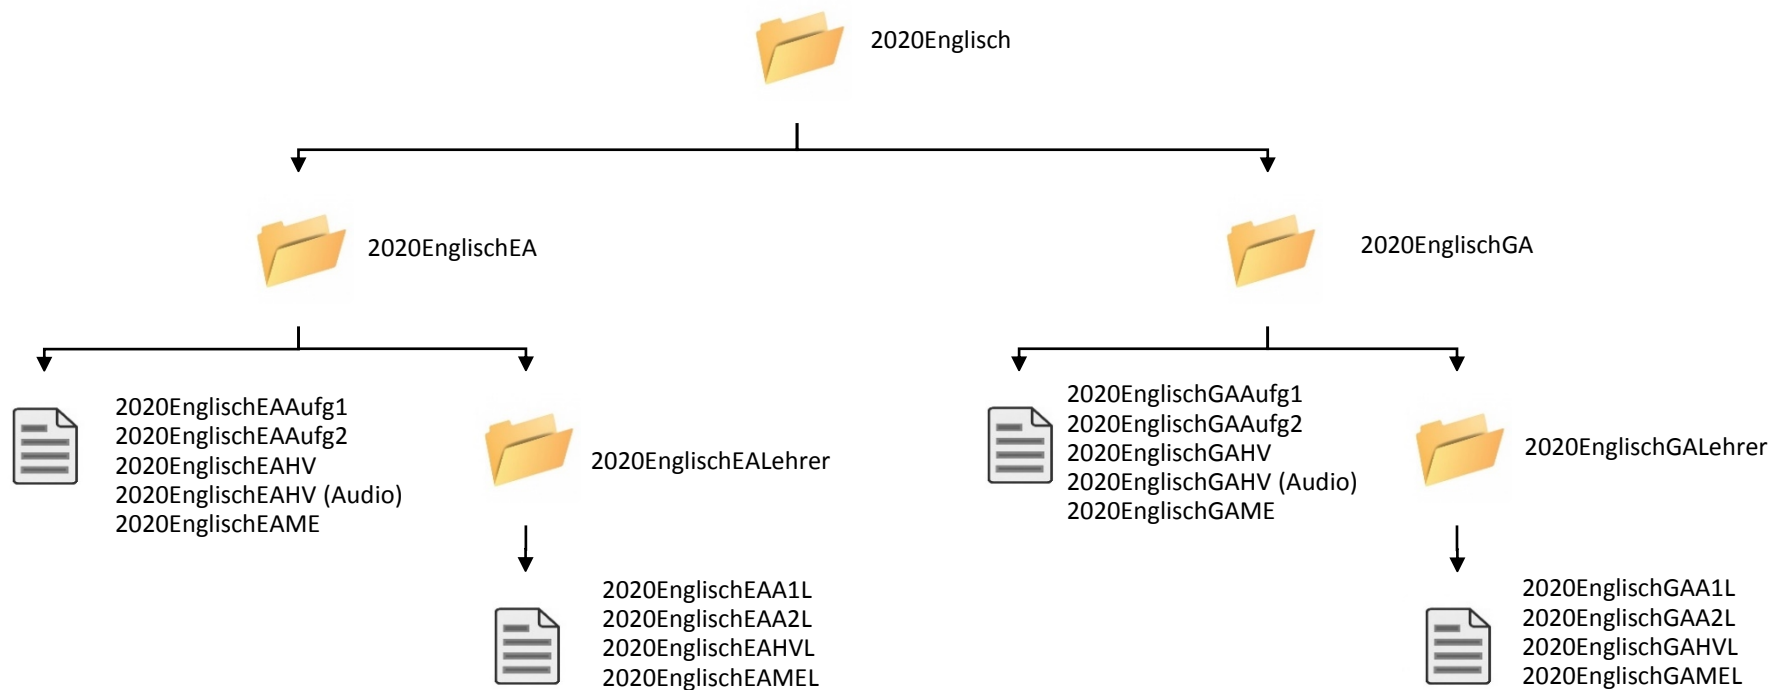 2020Englisch
2020EnglischEA
2020EnglischGA
2020EnglischEAAufg1
2020EnglischEAAufg2
2020EnglischEAHV
2020EnglischEAHV (Audio)
2020EnglischEAME
2020EnglischEALehrer
2020EnglischGAAufg1
2020EnglischGAAufg2
2020EnglischGAHV
2020EnglischGAHV (Audio)
2020EnglischGAME
2020EnglischGALehrer
2020EnglischEAA1L
2020EnglischEAA2L
2020EnglischEAHVL
2020EnglischEAMEL
2020EnglischGAA1L
2020EnglischGAA2L
2020EnglischGAHVL
2020EnglischGAMEL